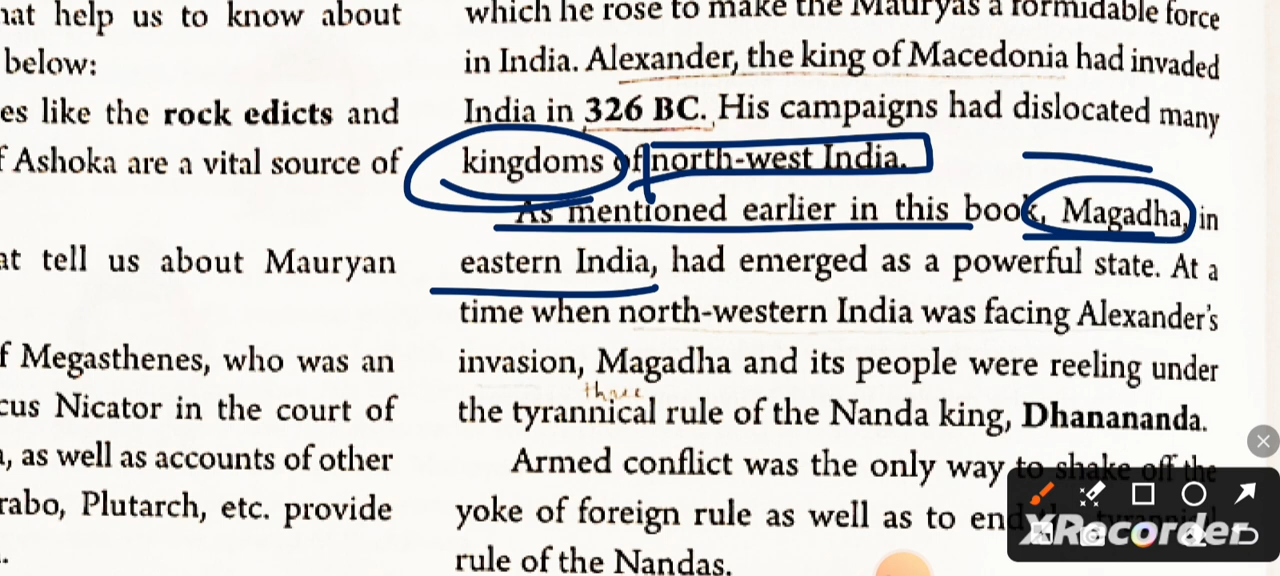 hat help us to know about
below:
es like the rock edicts and
f Ashoka are a vital source of
at tell us about Mauryan
f Megasthenes, who was an
cus Nicator in the court of
, as well as accounts of other
rabo, Plutarch, etc. provide
which he rose to make the Mauryas a formidable force
in India. Alexander, the king of Macedonia had invaded
India in 326 BC. His campaigns had dislocated many
kingdoms of north-west India.
As mentioned earlier in this book, Magadha, in
eastern India, had emerged as a powerful state. At a
time when north-western India was facing Alexander's
invasion, Magadha and its people were reeling under
the tyrannical rule of the Nanda king, Dhanananda.
Armed conflict was the only way to shake off the
yoke of foreign rule as well as to end the tyrannical
rule of the Nandas.
XRecorder